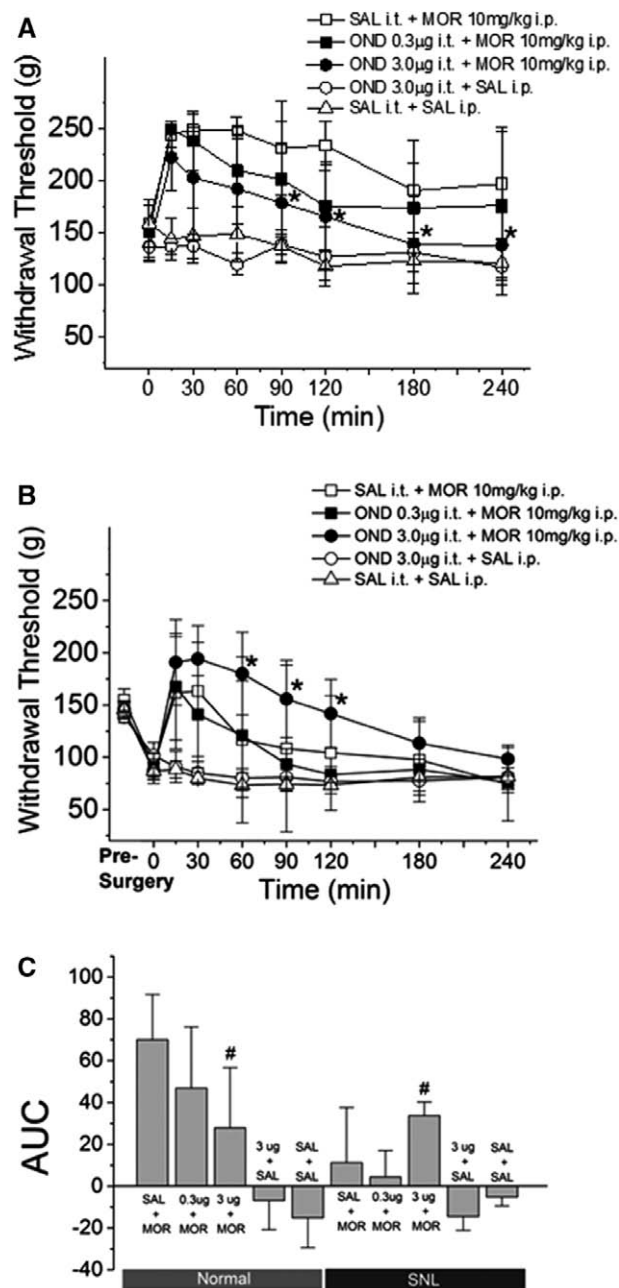 A
SAL i.t. + MOR 10mg/kg i.p.
OND 0.3μg i.t. + MOR 10mg/kg i.p.
OND 3.0μg i.t. + MOR 10mg/kg i.p.
OND 3.0μg i.t. + SAL i.p.
SAL i.t. + SAL i.p.
Withdrawal Threshold (g)
250
200
150
100
50
* * * *
0 30 60 90 120 180 240
Time (min)
B
SAL i.t. + MOR 10mg/kg i.p.
OND 0.3μg i.t. + MOR 10mg/kg i.p.
OND 3.0μg i.t. + MOR 10mg/kg i.p.
OND 3.0μg i.t. + SAL i.p.
SAL i.t. + SAL i.p.
Withdrawal Threshold (g)
250
200
150
100
50
* * *
Pre-
Surgery
0 30 60 90 120 180 240
Time (min)
C
AUC
100
80
60
40
20
0
-20
-40
# #
SAL
+
MOR
0.3ug
+
MOR
3 ug
+
MOR
3 ug
+
SAL
SAL
+
SAL
SAL
+
MOR
0.3ug
+
MOR
3 ug
+
MOR
3 ug
+
SAL
SAL
+
SAL
Normal SNL